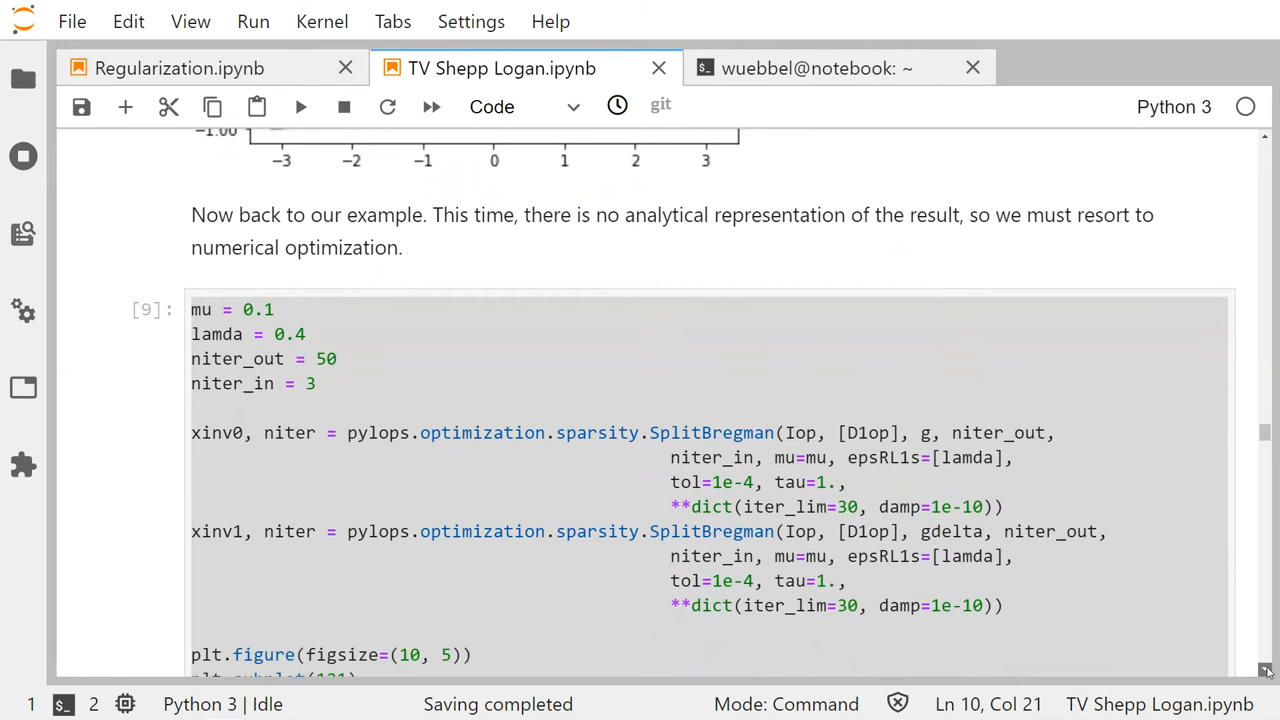 File Edit View Run Kernel Tabs Settings Help
Regularization.ipynb TV Shepp Logan.ipynb wuebbel@notebook: ~
Code git Python 3
−1.00
−3 −2 −1 0 1 2 3
Now back to our example. This time, there is no analytical representation of the result, so we must resort to
numerical optimization.
[9]: mu = 0.1
lamda = 0.4
niter_out = 50
niter_in = 3
xinv0, niter = pylops.optimization.sparsity.SplitBregman(Iop, [D1op], g, niter_out,
niter_in, mu=mu, epsRL1s=[lamda],
tol=1e-4, tau=1.,
**dict(iter_lim=30, damp=1e-10))
xinv1, niter = pylops.optimization.sparsity.SplitBregman(Iop, [D1op], gdelta, niter_out,
niter_in, mu=mu, epsRL1s=[lamda],
tol=1e-4, tau=1.,
**dict(iter_lim=30, damp=1e-10))
plt.figure(figsize=(10, 5))
plt.subplot(121)
1 2 Python 3 | Idle Saving completed Mode: Command Ln 10, Col 21 TV Shepp Logan.ipynb